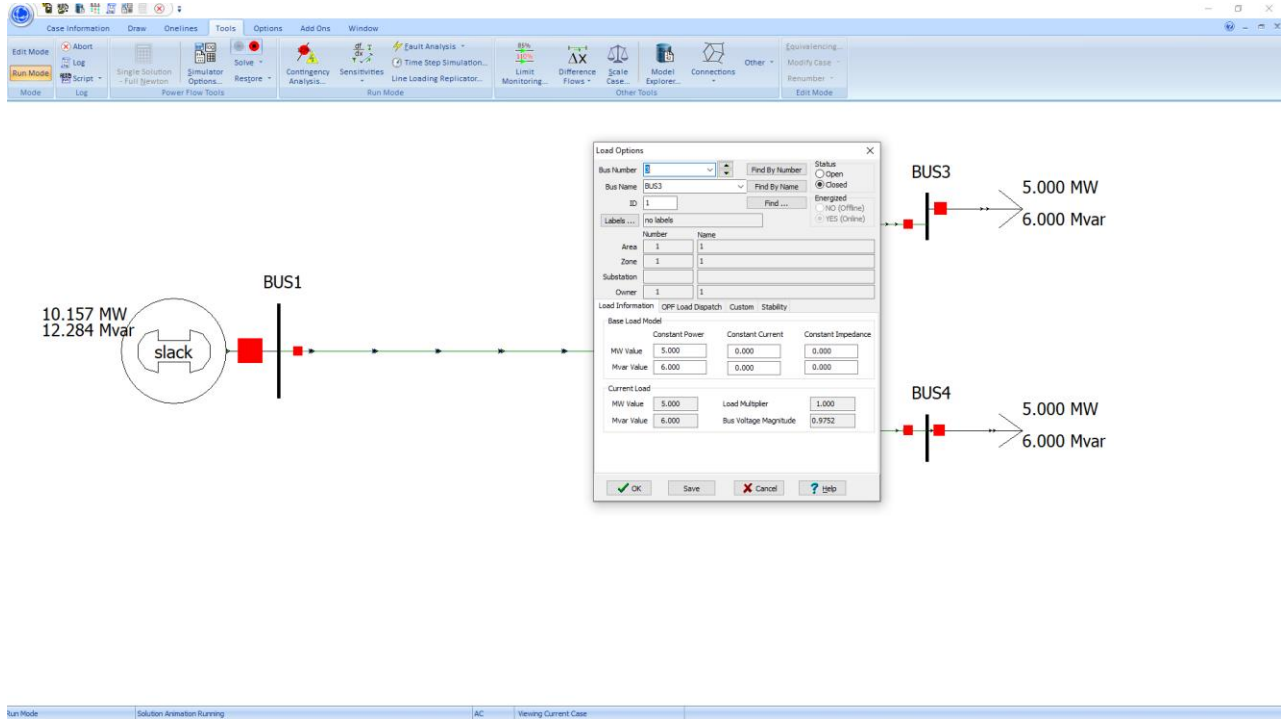 Case Information Draw Onelines Tools Options Add Ons Window
Edit Mode
Run Mode
Mode
Abort
Log
Script
Log
Single Solution - Full Newton
Simulator Options...
Solve
Restore
Power Flow Tools
Contingency Analysis...
Sensitivities
Fault Analysis
Time Step Simulation...
Line Loading Replicator...
Run Mode
Limit Monitoring...
Difference Flows
Scale Case...
Model Explorer...
Connections
Other
Other Tools
Equivalencing...
Modify Case
Renumber
Edit Mode
10.157 MW
12.284 Mvar
slack
BUS1
Load Options
Bus Number 3 Find By Number
Bus Name BUS3 Find By Name
ID 1 Find ...
Labels ... no labels
Status
Open
Closed
Energized
NO (Offline)
YES (Online)
Number Name
Area 1 1
Zone 1 1
Substation
Owner 1 1
Load Information OPF Load Dispatch Custom Stability
Base Load Model
Constant Power Constant Current Constant Impedance
MW Value 5.000 0.000 0.000
Mvar Value 6.000 0.000 0.000
Current Load
MW Value 5.000 Load Multiplier 1.000
Mvar Value 6.000 Bus Voltage Magnitude 0.9752
OK Save Cancel Help
BUS3
5.000 MW
6.000 Mvar
BUS4
5.000 MW
6.000 Mvar
Run Mode Solution Animation Running AC Viewing Current Case